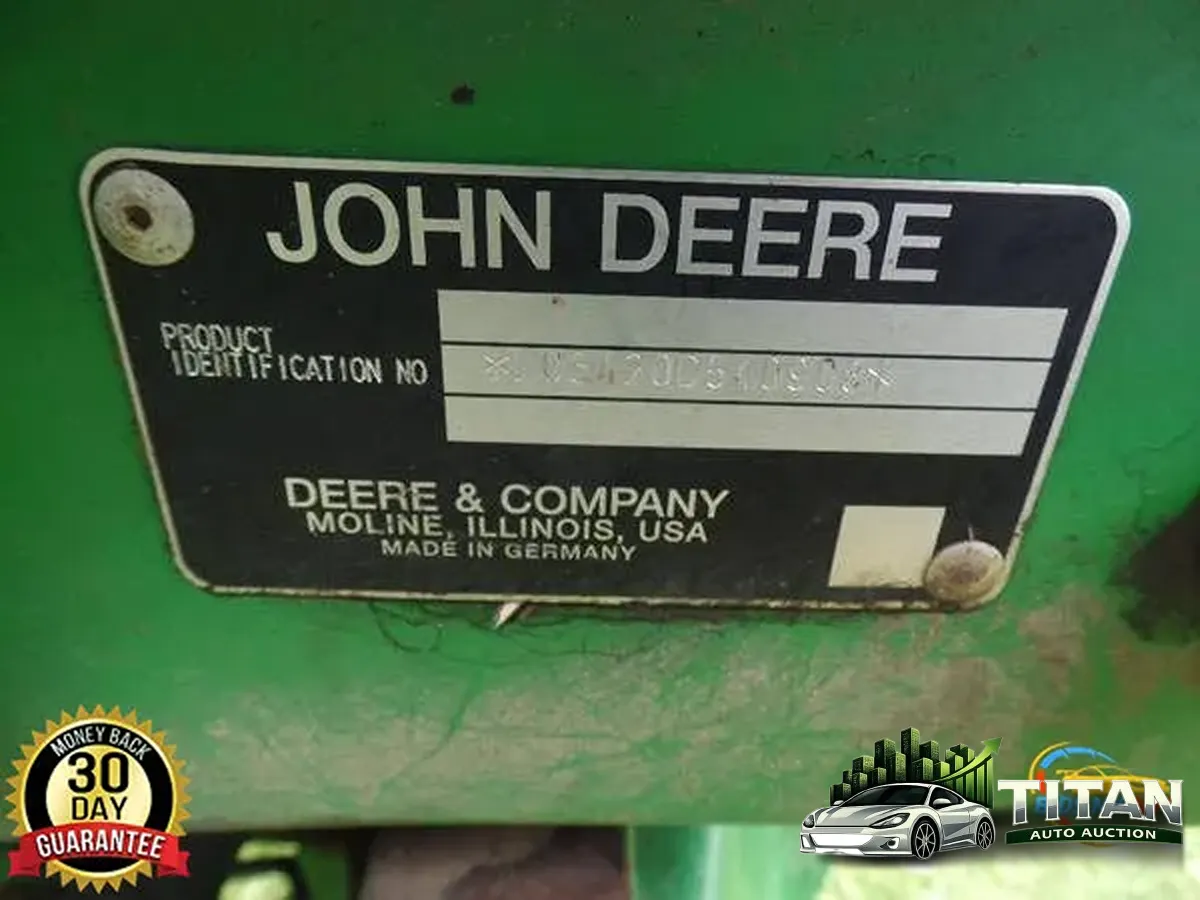 JOHN DEERE
PRODUCT
IDENTIFICATION NO
DEERE & COMPANY
MOLINE, ILLINOIS, USA
MADE IN GERMANY
MONEY BACK
30
DAY
GUARANTEE
TITAN
AUTO AUCTION